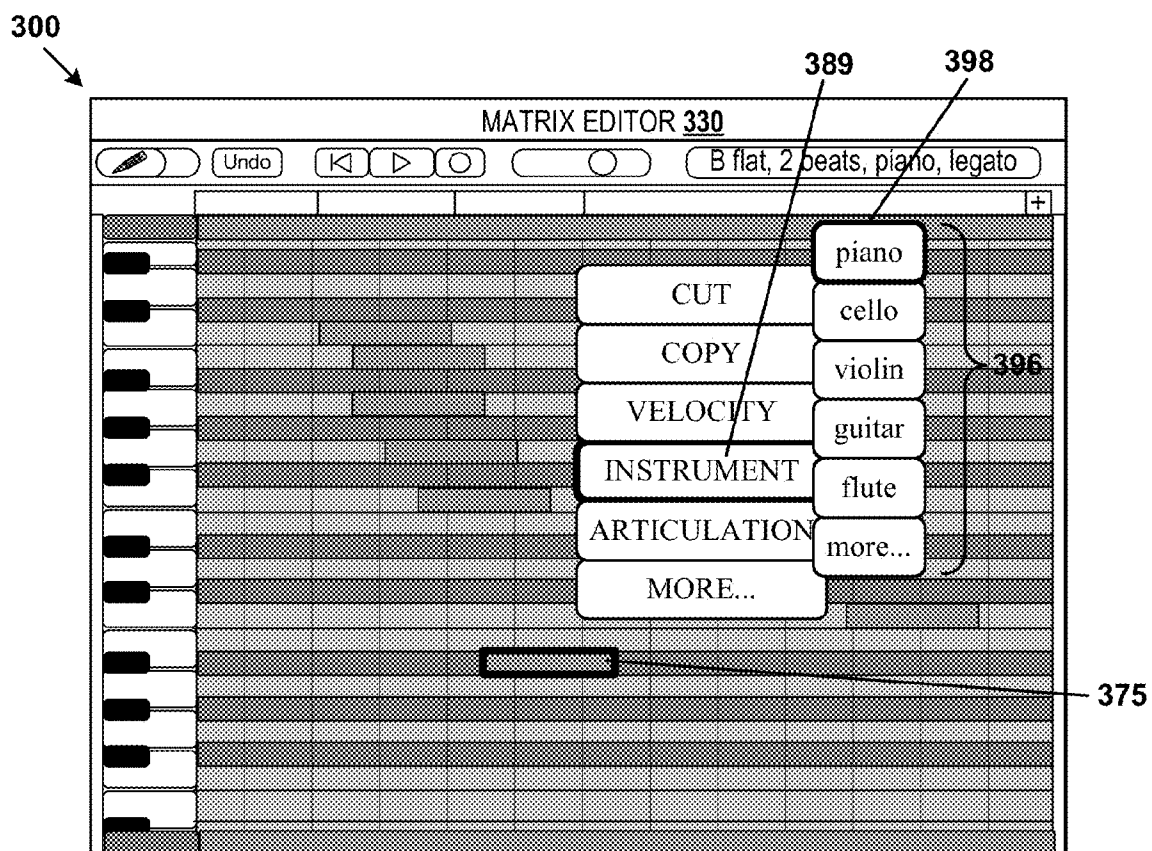 300
389
398
MATRIX EDITOR 330
Undo
B flat, 2 beats, piano, legato
+
piano
CUT
cello
COPY
violin
396
VELOCITY
guitar
INSTRUMENT
flute
ARTICULATION
more...
MORE...
375